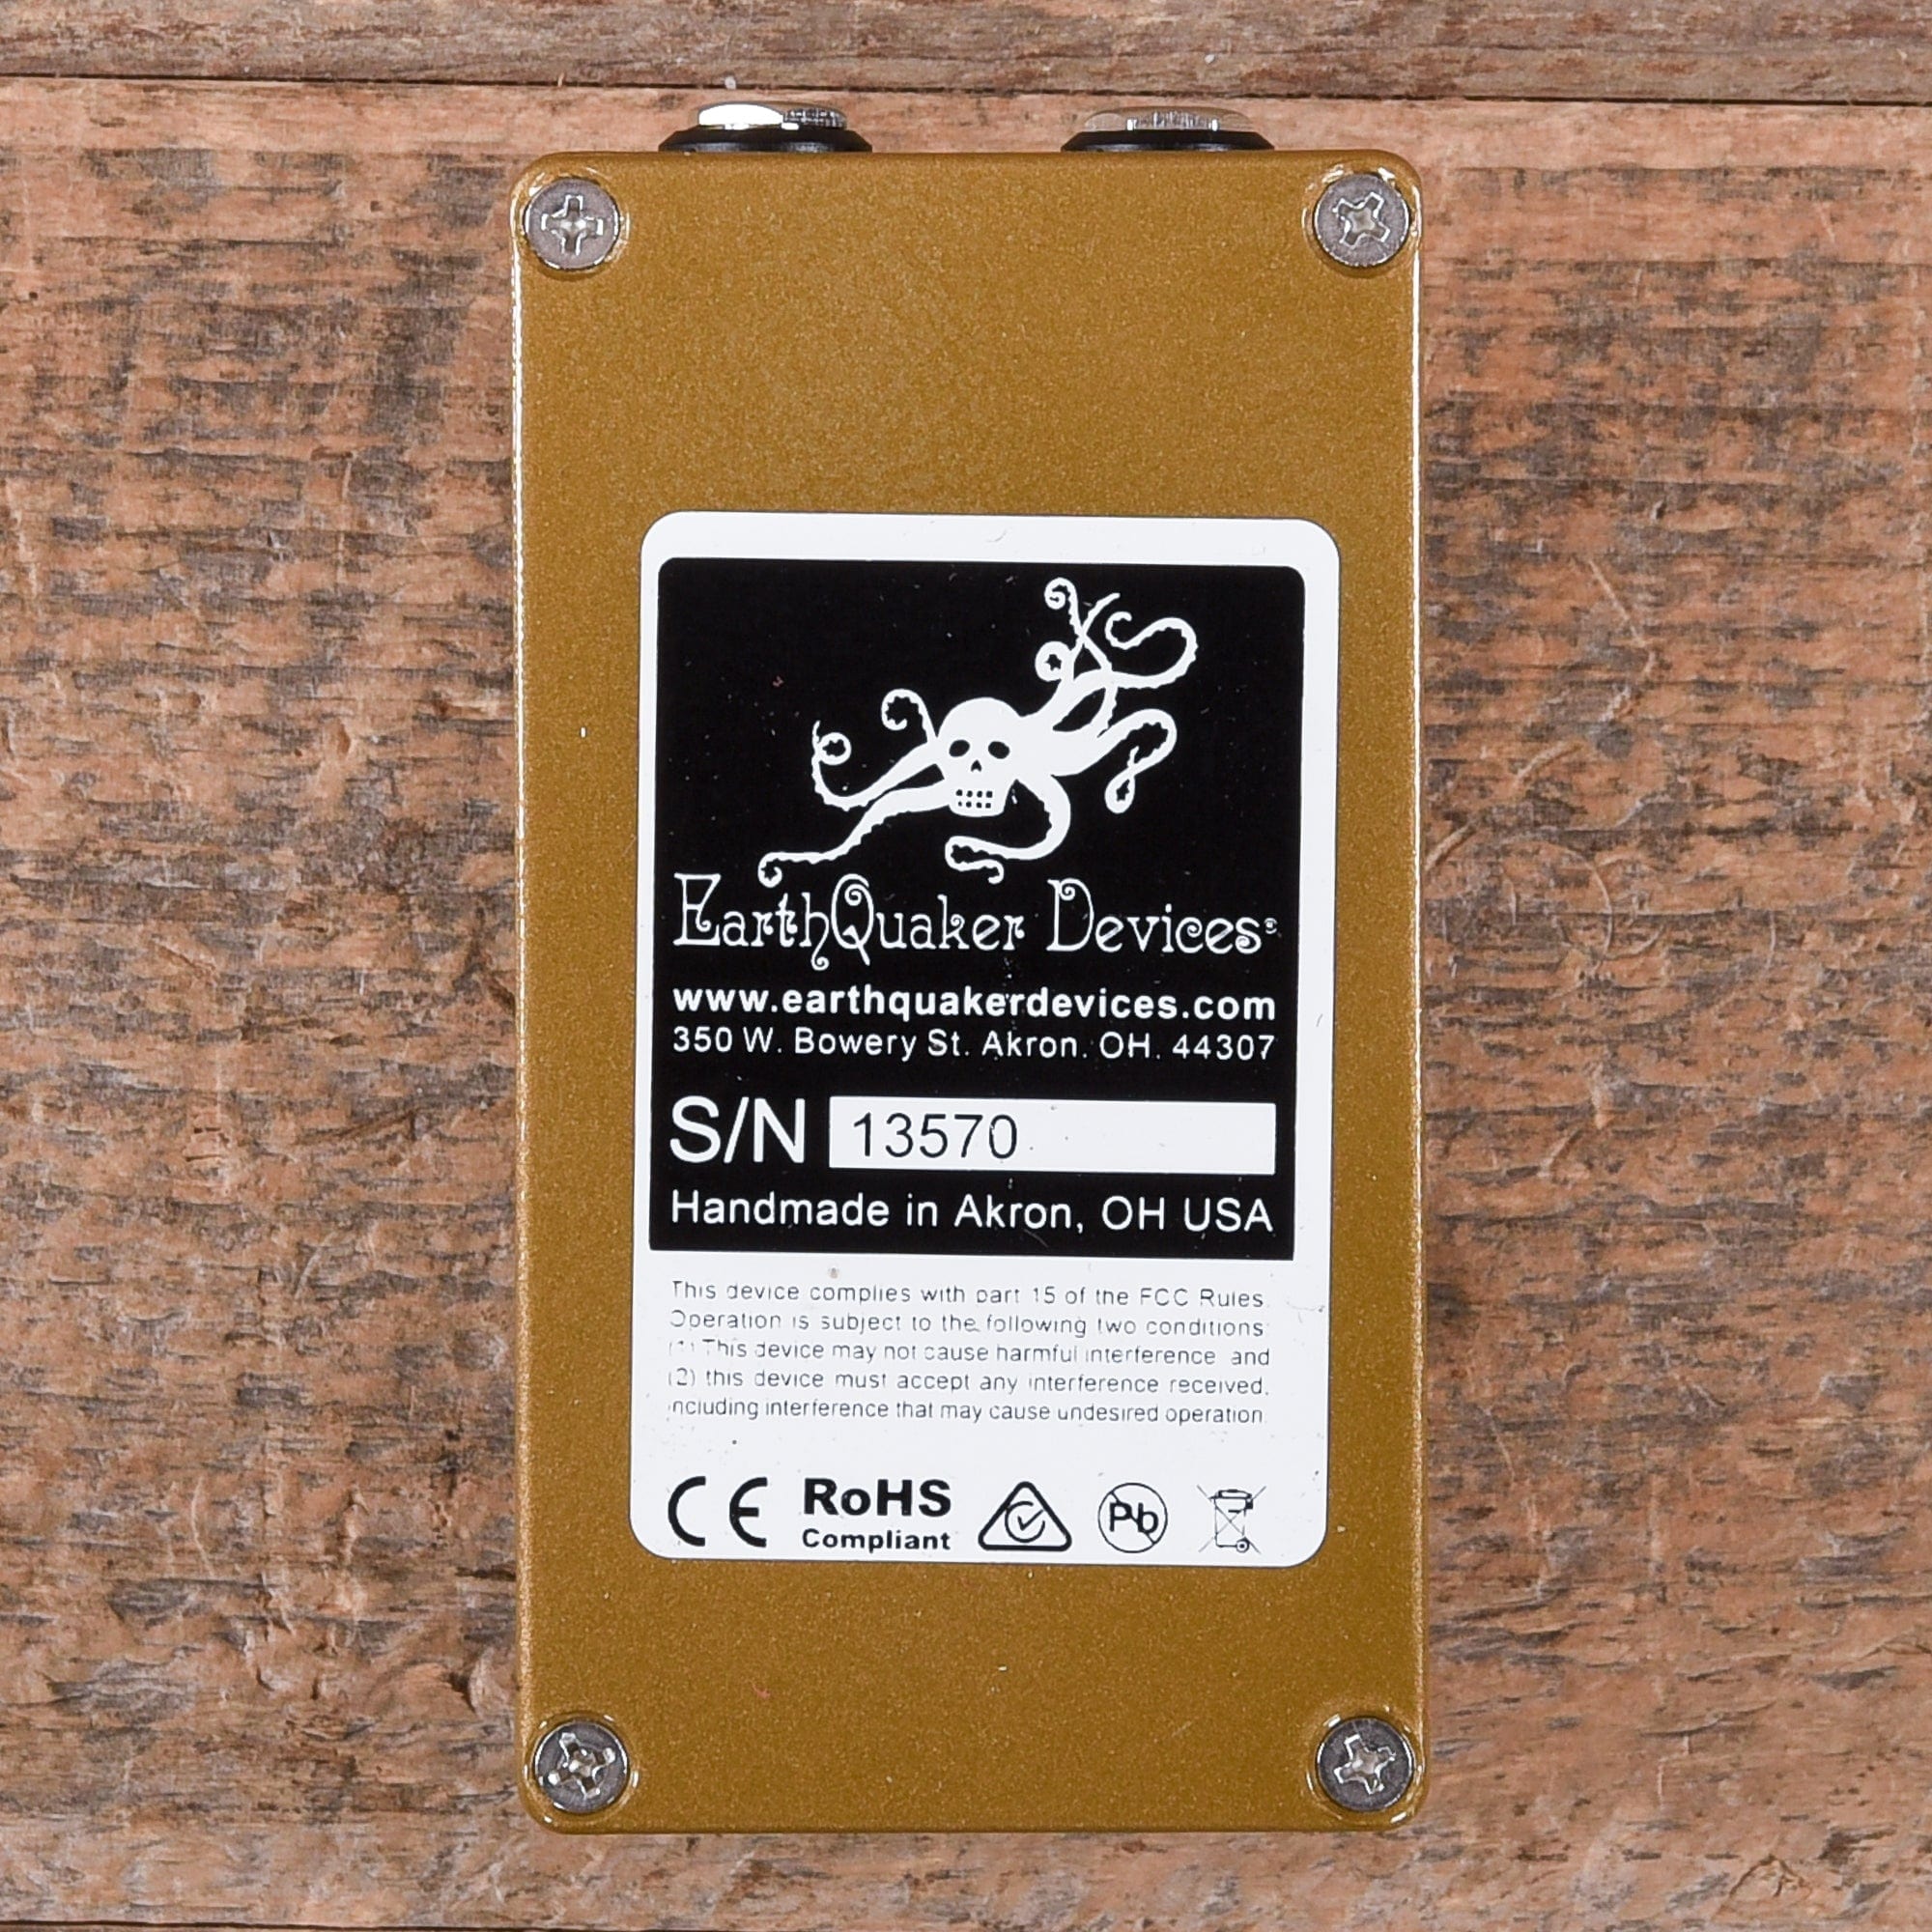 EarthQuaker Devices®
www.earthquakerdevices.com
350 W. Bowery St. Akron. OH. 44307
S/N 13570
Handmade in Akron, OH USA
This device complies with part 15 of the FCC Rules.
Operation is subject to the following two conditions:
(1) This device may not cause harmful interference and
(2) this device must accept any interference received,
including interference that may cause undesired operation.
CE RoHS Pb
Compliant